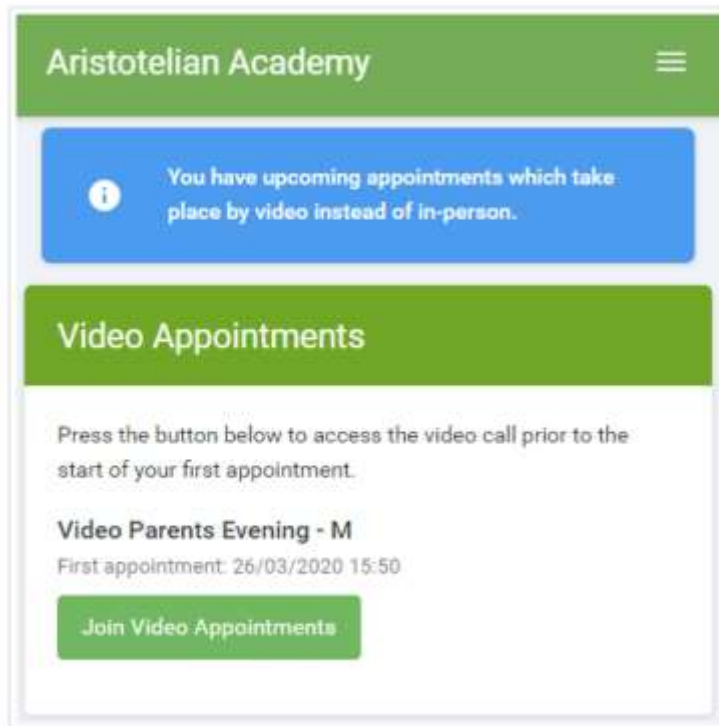 Aristotelian Academy
You have upcoming appointments which take
place by video instead of in-person.
Video Appointments
Press the button below to access the video call prior to the
start of your first appointment.
Video Parents Evening - M
First appointment: 26/03/2020 15:50
Join Video Appointments